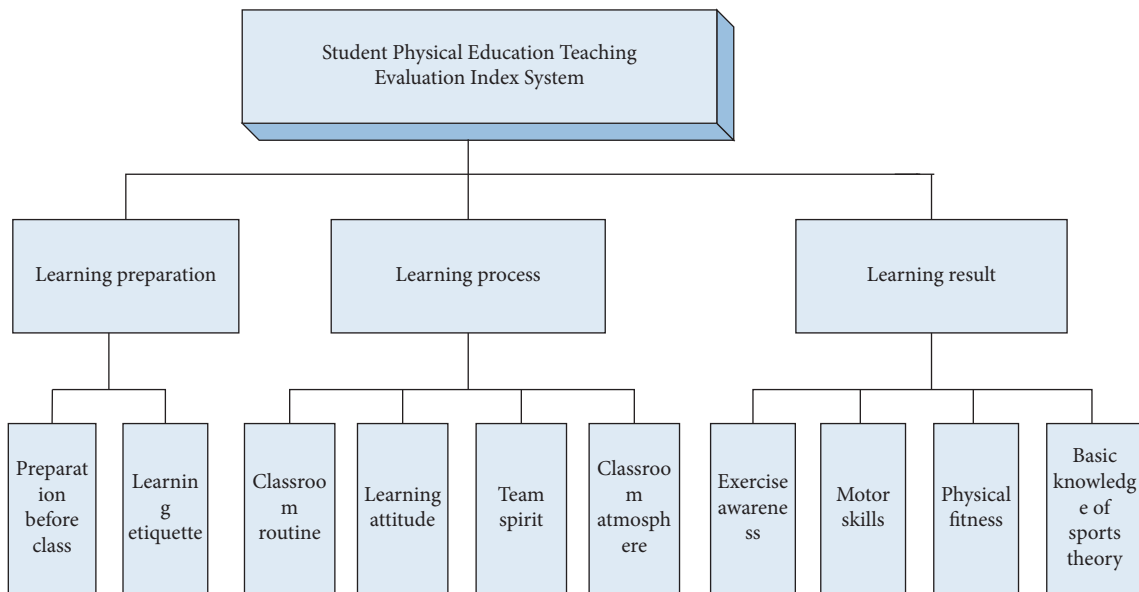 Student Physical Education Teaching
Evaluation Index System
Learning preparation
Learning process
Learning result
Preparat
ion
before
class
Learnin
g
etiquette
Classroo
m
routine
Learning
attitude
Team
spirit
Classroo
m
atmosph
ere
Exercise
awarene
ss
Motor
skills
Physical
fitness
Basic
knowledg
e of
sports
theory